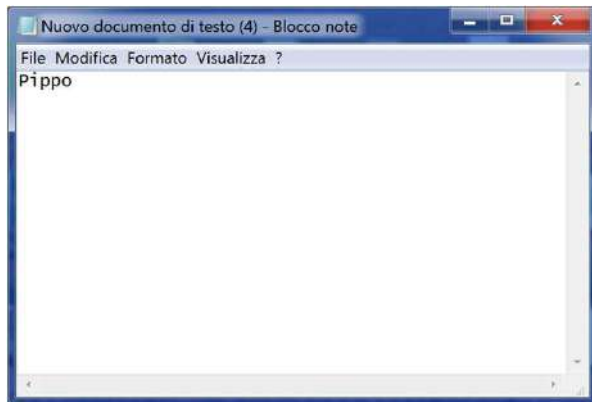 Nuovo documento di testo (4) - Blocco note
File Modifica Formato Visualizza ?
Pippo